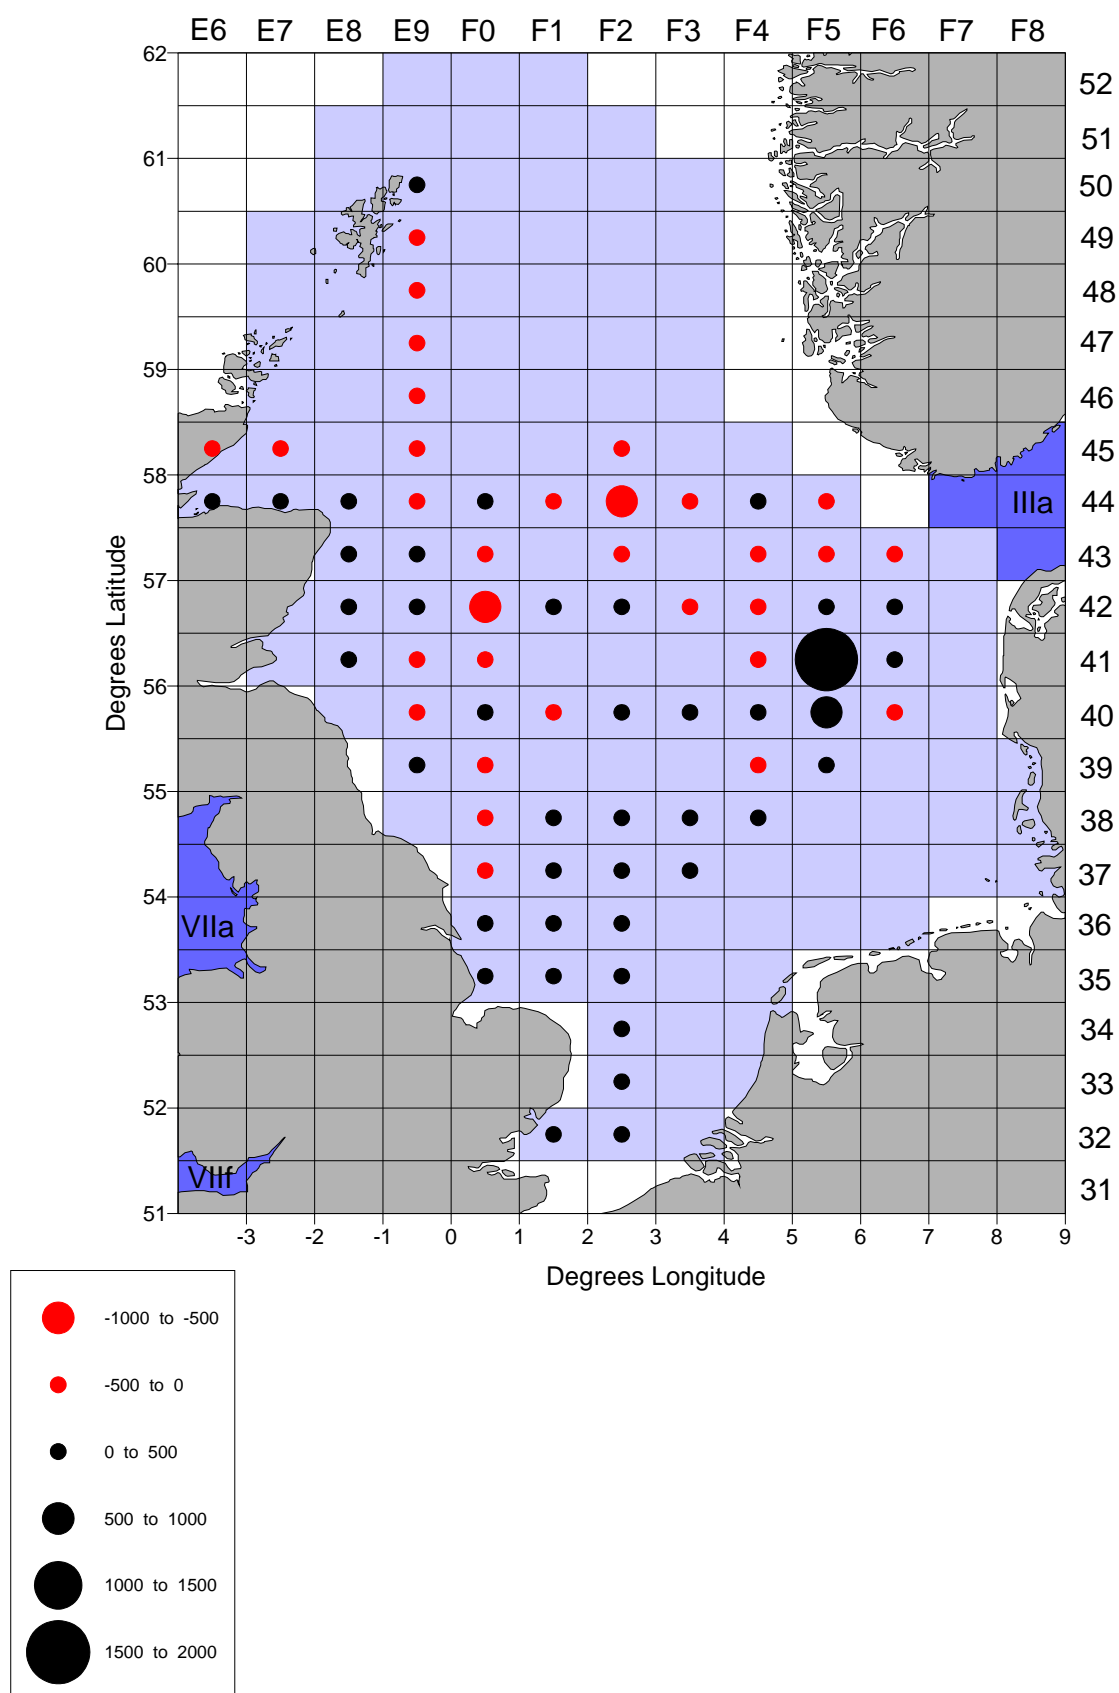 E6 E7 E8 E9 F0 F1 F2 F3 F4 F5 F6 F7 F8
62
52
51
61
50
49
60
48
47
59
46
45
58
44
IIIa
43
57
42
41
56
40
39
55
38
37
54
36
VIIa
35
53
34
33
52
32
VIIf
31
51
Degrees Latitude
-3 -2 -1 0 1 2 3 4 5 6 7 8 9
Degrees Longitude
-1000 to -500
-500 to 0
0 to 500
500 to 1000
1000 to 1500
1500 to 2000